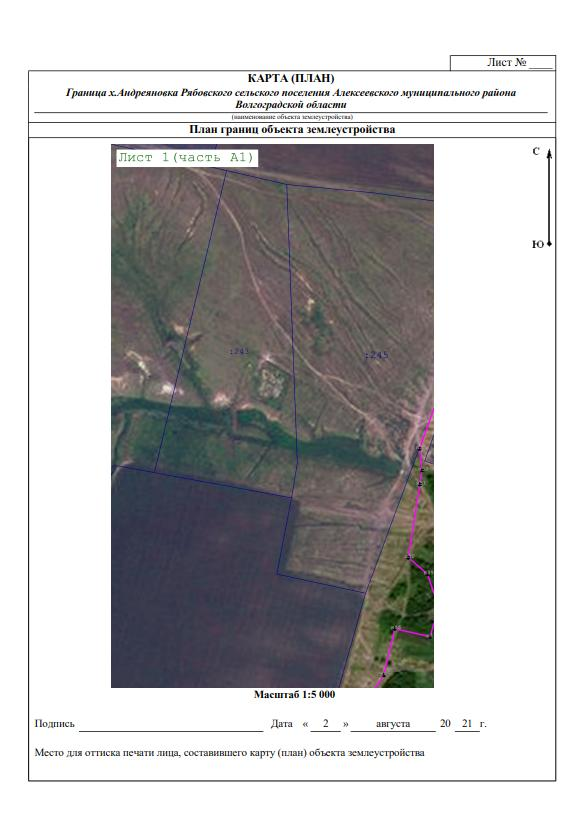 Лист № ____
КАРТА (ПЛАН)
Граница х.Андреяновка Рябовского сельского поселения Алексеевского муниципального района
Волгоградской области
(наименование объекта землеустройства)
План границ объекта землеустройства
Лист 1(часть А1)
С
Ю
:243
:245
Масштаб 1:5 000
Подпись Дата « 2 » августа 20 21 г.
Место для оттиска печати лица, составившего карту (план) объекта землеустройства